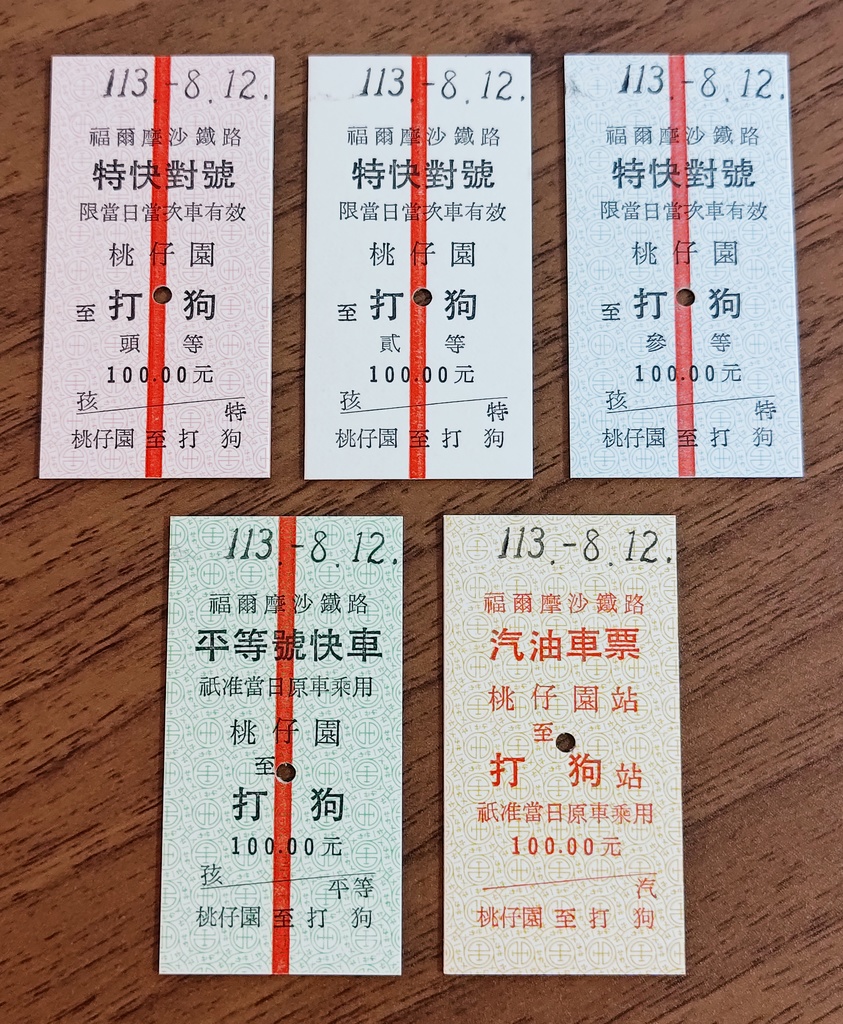 113.-8.12.
福爾摩沙鐵路
特快對號
限當日當次車有效
桃仔園
至打狗
頭等
100.00元
孩
特
桃仔園至打狗
113.-8.12.
福爾摩沙鐵路
特快對號
限當日當次車有效
桃仔園
至打狗
貳等
100.00元
孩
特
桃仔園至打狗
113.-8.12.
福爾摩沙鐵路
特快對號
限當日當次車有效
桃仔園
至打狗
參等
100.00元
孩
特
桃仔園至打狗
113.-8.12.
福爾摩沙鐵路
平等號快車
祇准當日原車乘用
桃仔園
至
打狗
100.00元
孩
平等
桃仔園至打狗
113.-8.12.
福爾摩沙鐵路
汽油車票
桃仔園站
至
打狗站
祇准當日原車乘用
100.00元
汽
桃仔園至打狗